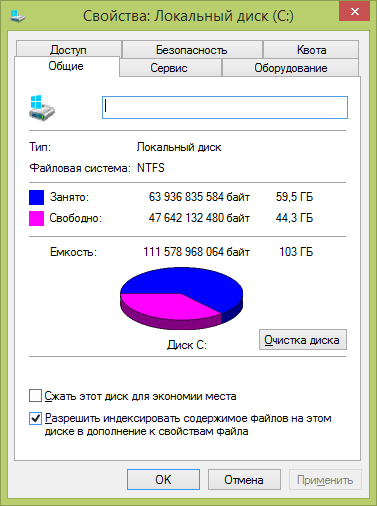 Свойства: Локальный диск (C:)
Доступ Безопасность Квота
Общие Сервис Оборудование
Тип: Локальный диск
Файловая система: NTFS
Занято: 63 936 835 584 байт 59,5 ГБ
Свободно: 47 642 132 480 байт 44,3 ГБ
Емкость: 111 578 968 064 байт 103 ГБ
Диск C:
Очистка диска
Сжать этот диск для экономии места
Разрешить индексировать содержимое файлов на этом
диске в дополнение к свойствам файла
OK Отмена Применить